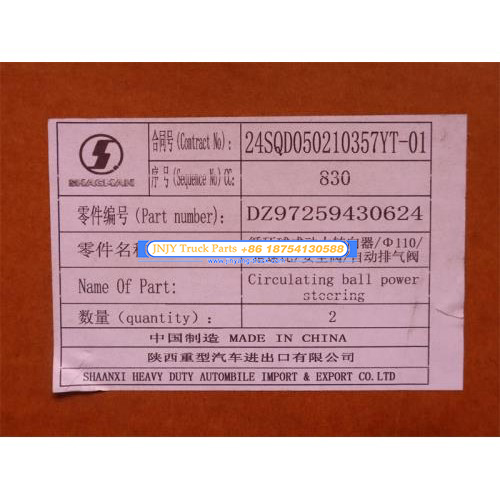 合同号(Contract No): 24SQD050210357YT-01
序 号 (Sequence No) CC: 830
SHACMAN
零件编号 (Part number): DZ97259430624
零件名称
器/Φ110/
JNJY Truck Parts +86 18754130588
自动排气阀
Name Of Part: Circulating ball power steering
数量 (quantity): 2
中国制造 MADE IN CHINA
陕西重型汽车进出口有限公司
SHAANXI HEAVY DUTY AUTOMBILE IMPORT & EXPORT CO.LTD